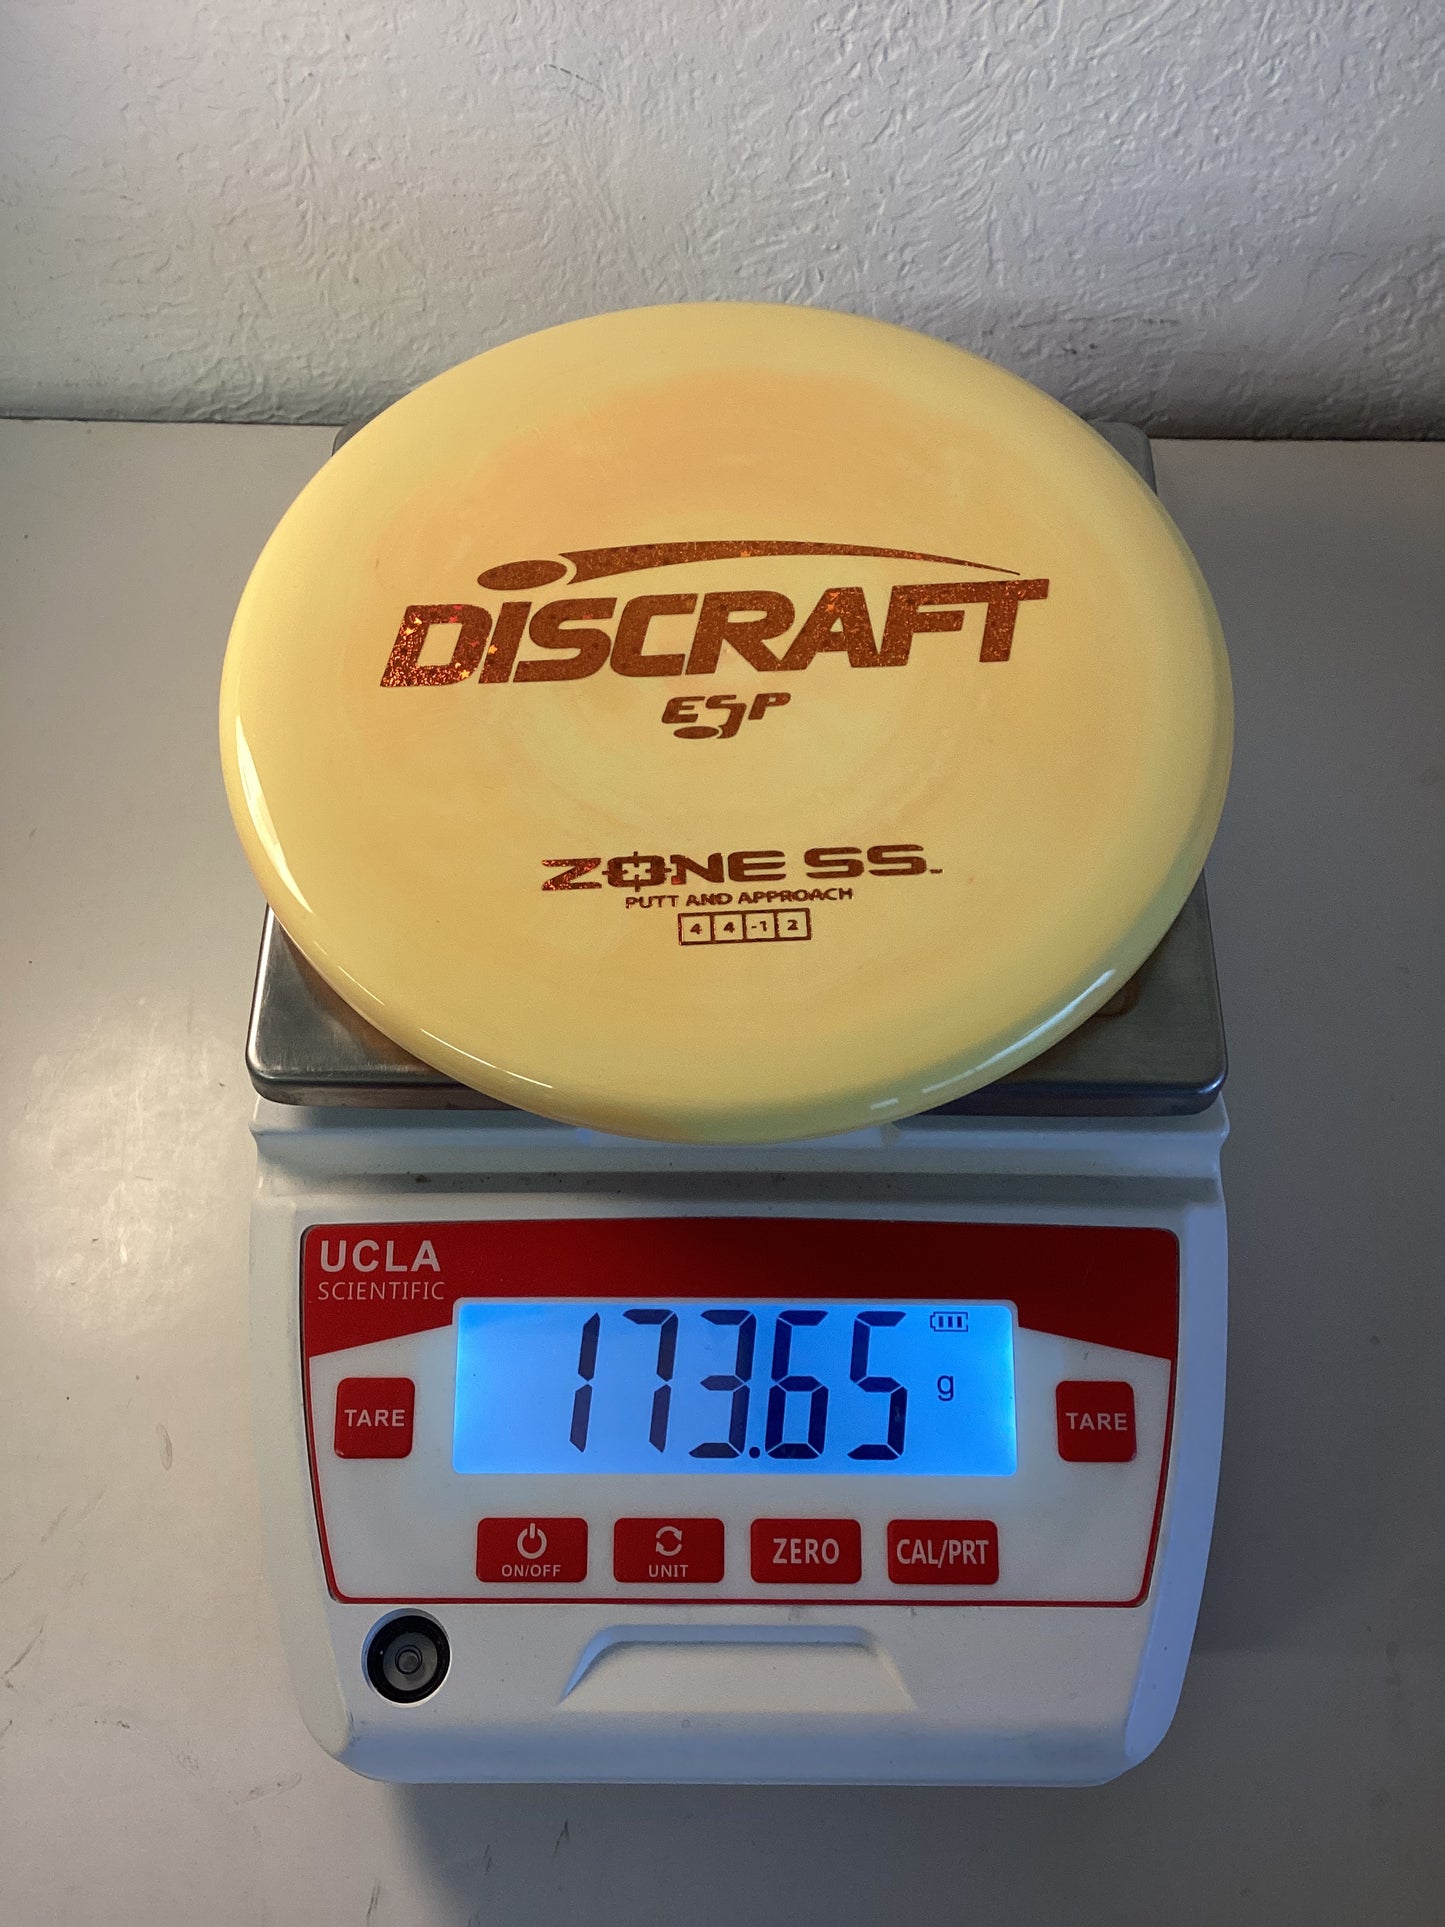 DISCRAFT
ESP
ZONE SS™
PUTT AND APPROACH
4 4 -1 2
UCLA
SCIENTIFIC
173.65 g
TARE
TARE
ON/OFF
UNIT
ZERO
CAL/PRT